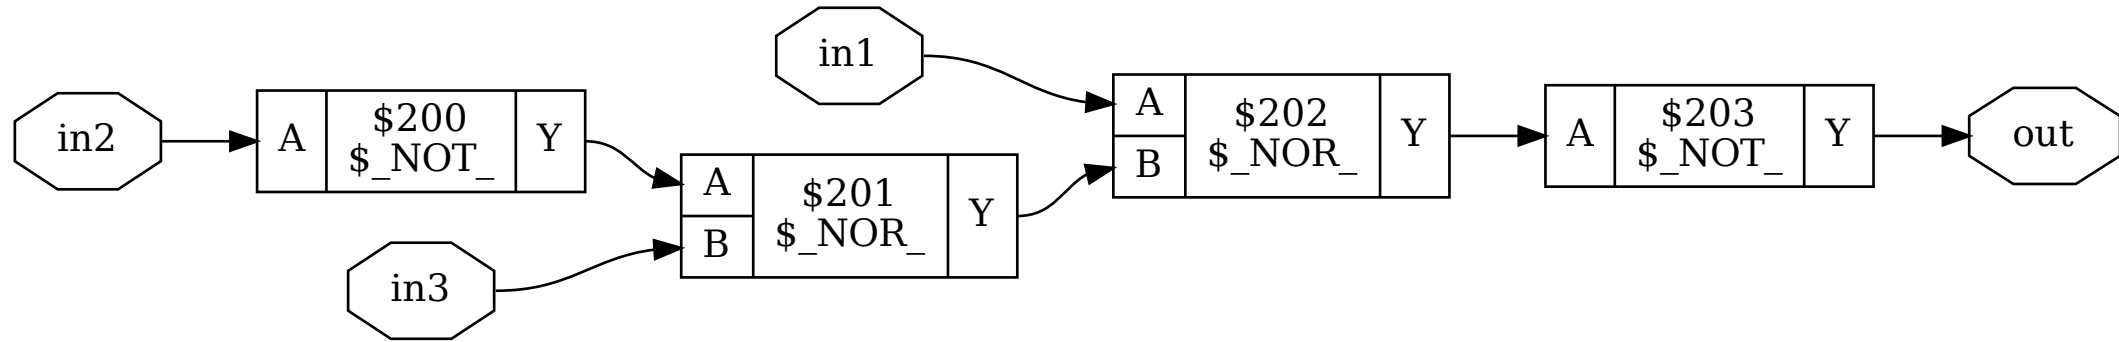 in2
A
$200
$_NOT_
Y
in3
A
B
$201
$_NOR_
Y
in1
A
B
$202
$_NOR_
Y
A
$203
$_NOT_
Y
out